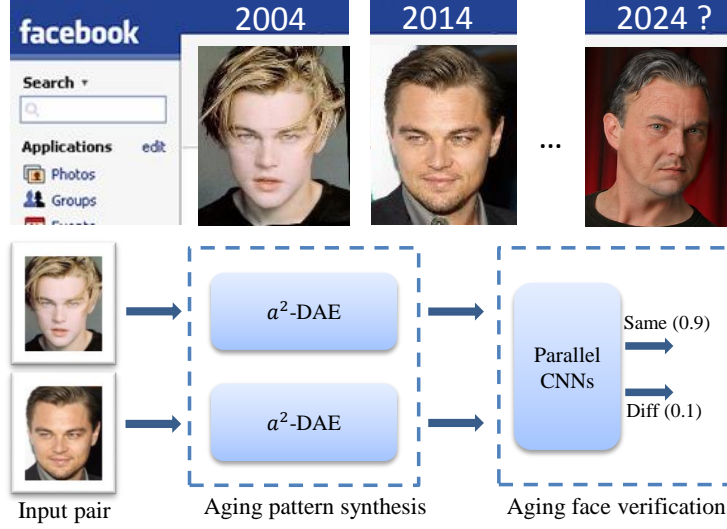 facebook
2004
2014
2024 ?
Search
Applications edit
Photos
Groups
Events
...
a²-DAE
a²-DAE
Parallel
CNNs
Same (0.9)
Diff (0.1)
Input pair
Aging pattern synthesis
Aging face verification